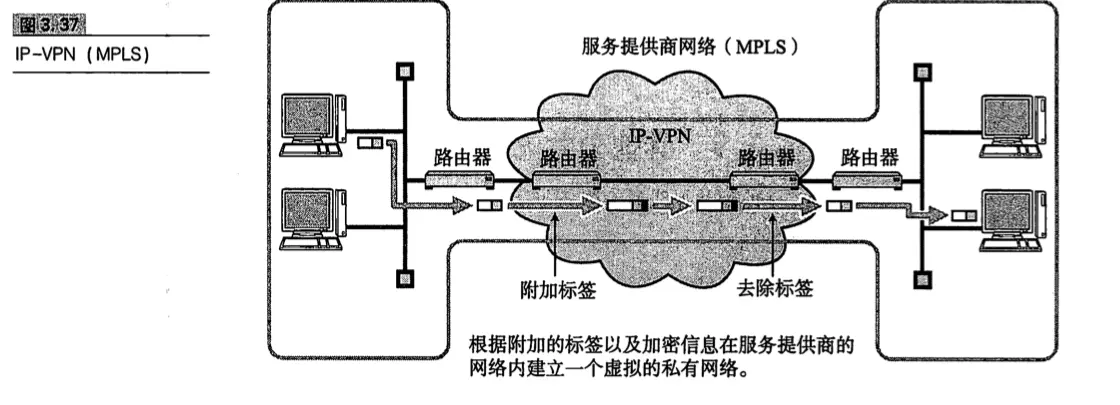 图3.37
IP-VPN（MPLS）
服务提供商网络（MPLS）
IP-VPN
路由器
路由器
路由器
路由器
附加标签
去除标签
根据附加的标签以及加密信息在服务提供商的
网络内建立一个虚拟的私有网络。